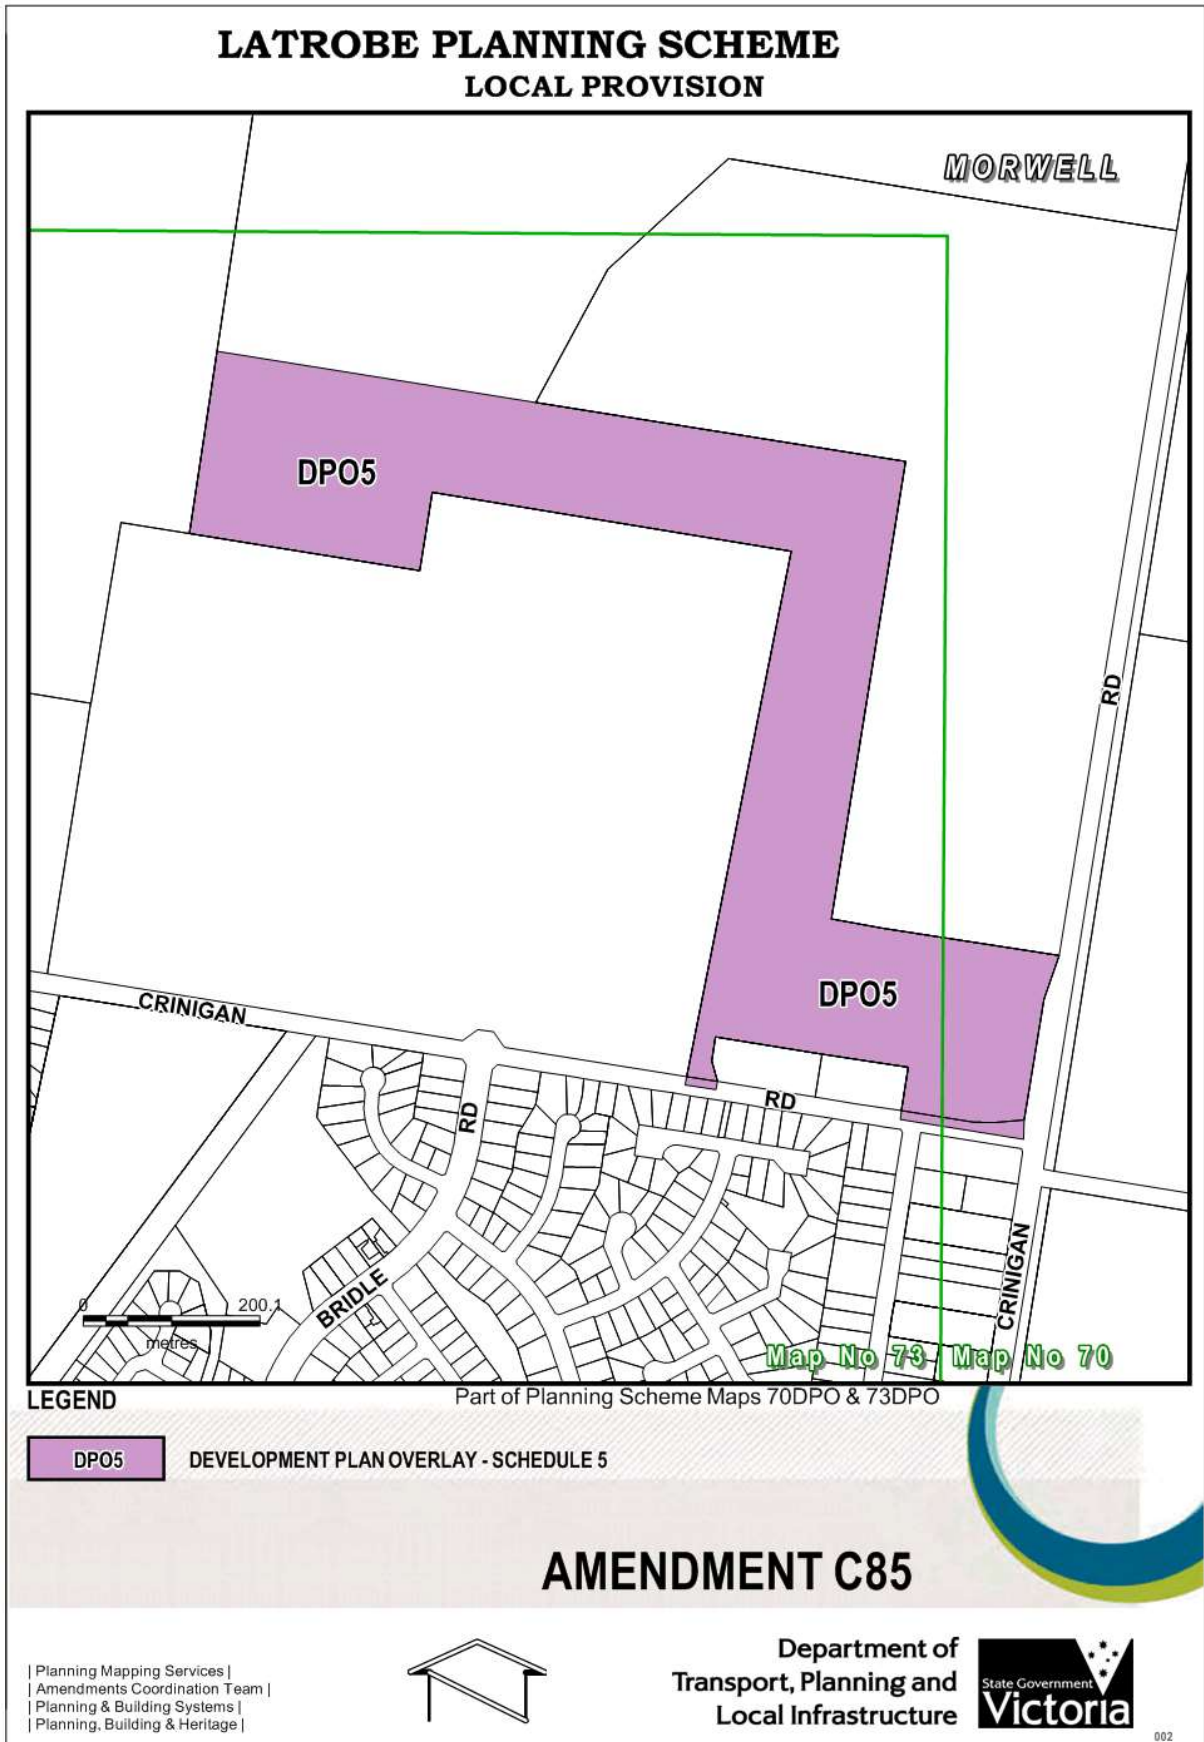 LATROBE PLANNING SCHEME
LOCAL PROVISION
MORWELL
DPO5
RD
DPO5
CRINIGAN
RD
RD
CRINIGAN
BRIDLE
0 200.1
metres
Map No 73 Map No 70
LEGEND
Part of Planning Scheme Maps 70DPO & 73DPO
DPO5 DEVELOPMENT PLAN OVERLAY - SCHEDULE 5
AMENDMENT C85
| Planning Mapping Services |
| Amendments Coordination Team |
| Planning & Building Systems |
| Planning, Building & Heritage |
Department of
Transport, Planning and
Local Infrastructure
State Government
Victoria
002